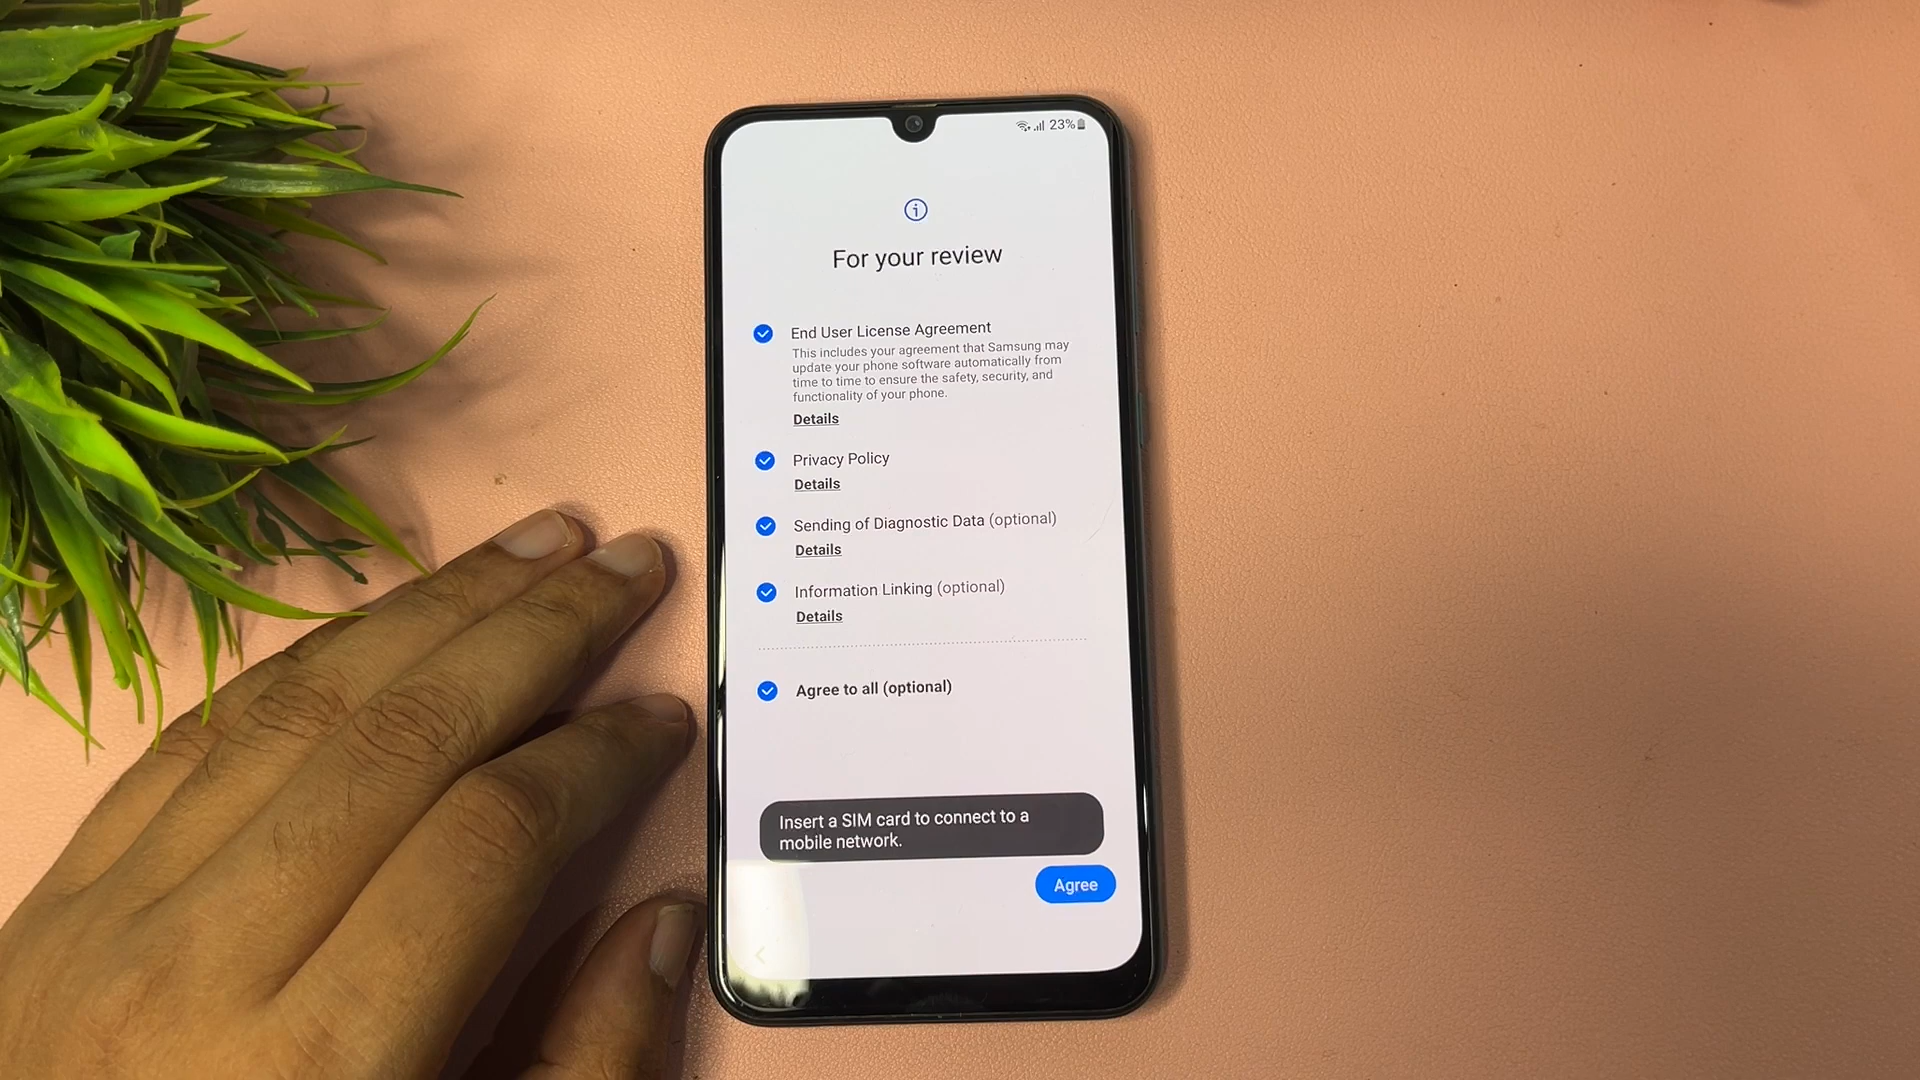 23%
For your review
End User License Agreement
This includes your agreement that Samsung may
update your phone software automatically from
time to time to ensure the safety, security, and
functionality of your phone.
Details
Privacy Policy
Details
Sending of Diagnostic Data (optional)
Details
Information Linking (optional)
Details
Agree to all (optional)
Insert a SIM card to connect to a
mobile network.
Agree